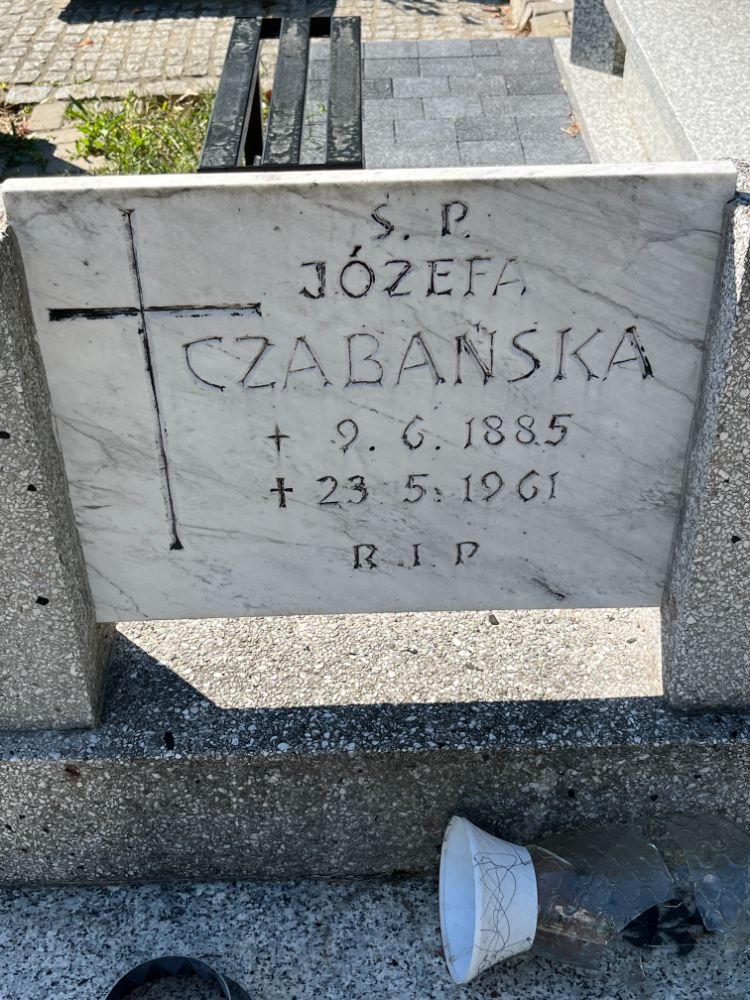 Ś. P.
JÓZEFA
CZABAŃSKA
+ 9. 6. 1885
+ 23 5. 1961
R. I P